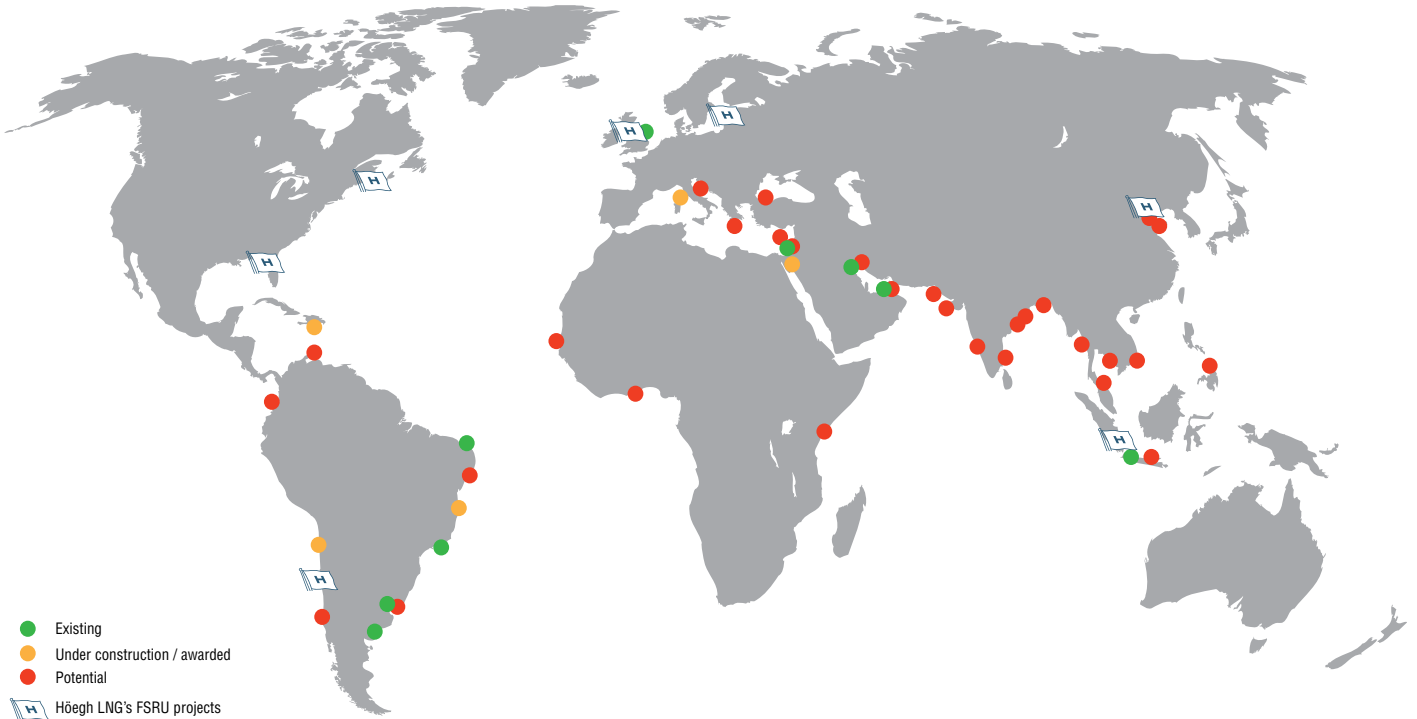 H
H
H
H
H
H
H
Existing
Under construction / awarded
Potential
H
Höegh LNG's FSRU projects